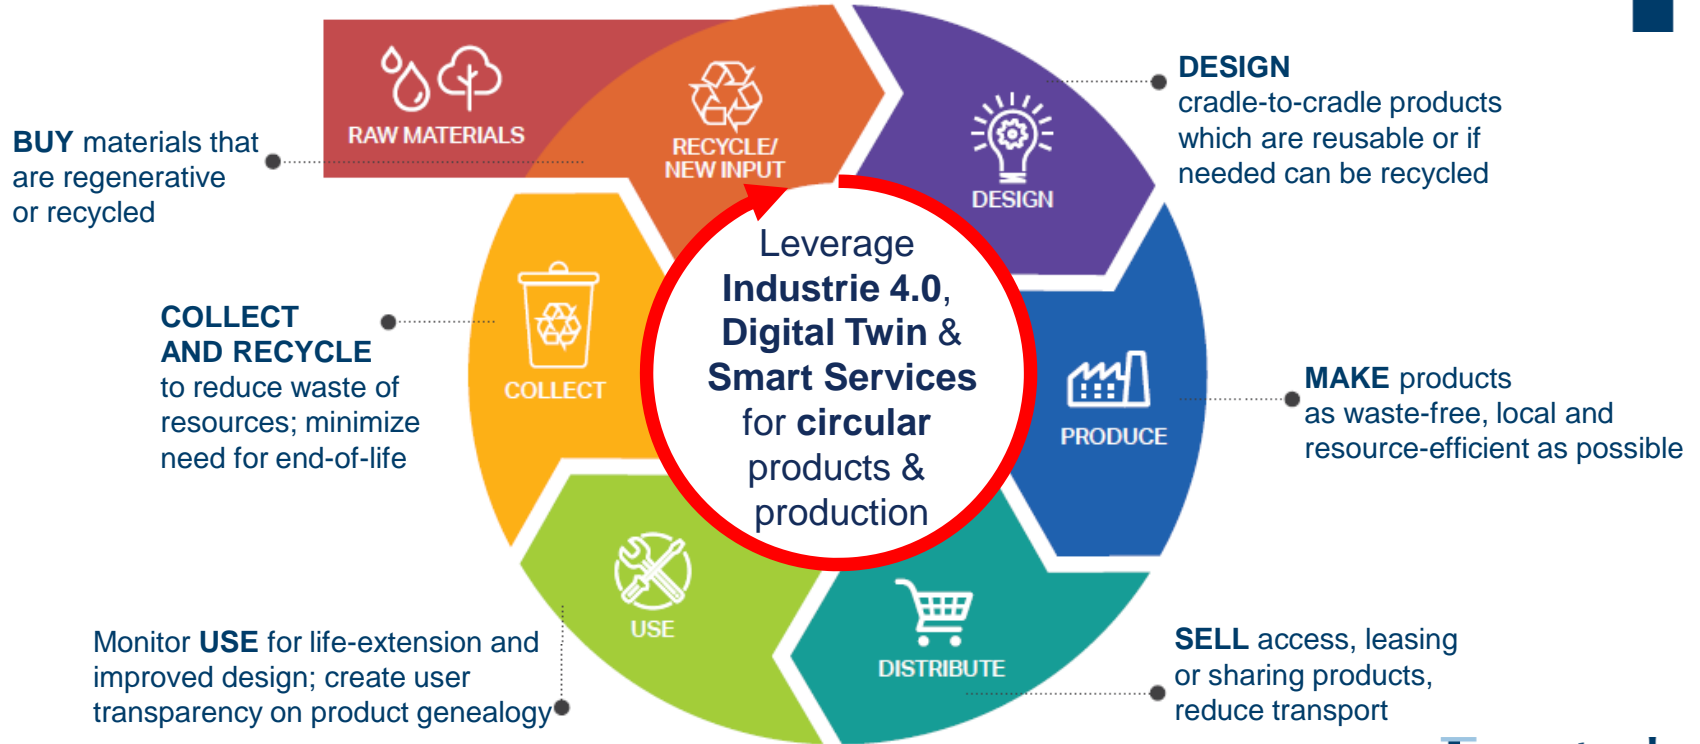 RAW MATERIALS
RECYCLE/
NEW INPUT
BUY materials that
are regenerative
or recycled
DESIGN
DESIGN
cradle-to-cradle products
which are reusable or if
needed can be recycled
Leverage
Industrie 4.0,
Digital Twin &
Smart Services
for circular
products &
production
COLLECT
AND RECYCLE
to reduce waste of
resources; minimize
need for end-of-life
COLLECT
PRODUCE
MAKE products
as waste-free, local and
resource-efficient as possible
USE
Monitor USE for life-extension and
improved design; create user
transparency on product genealogy
DISTRIBUTE
SELL access, leasing
or sharing products,
reduce transport